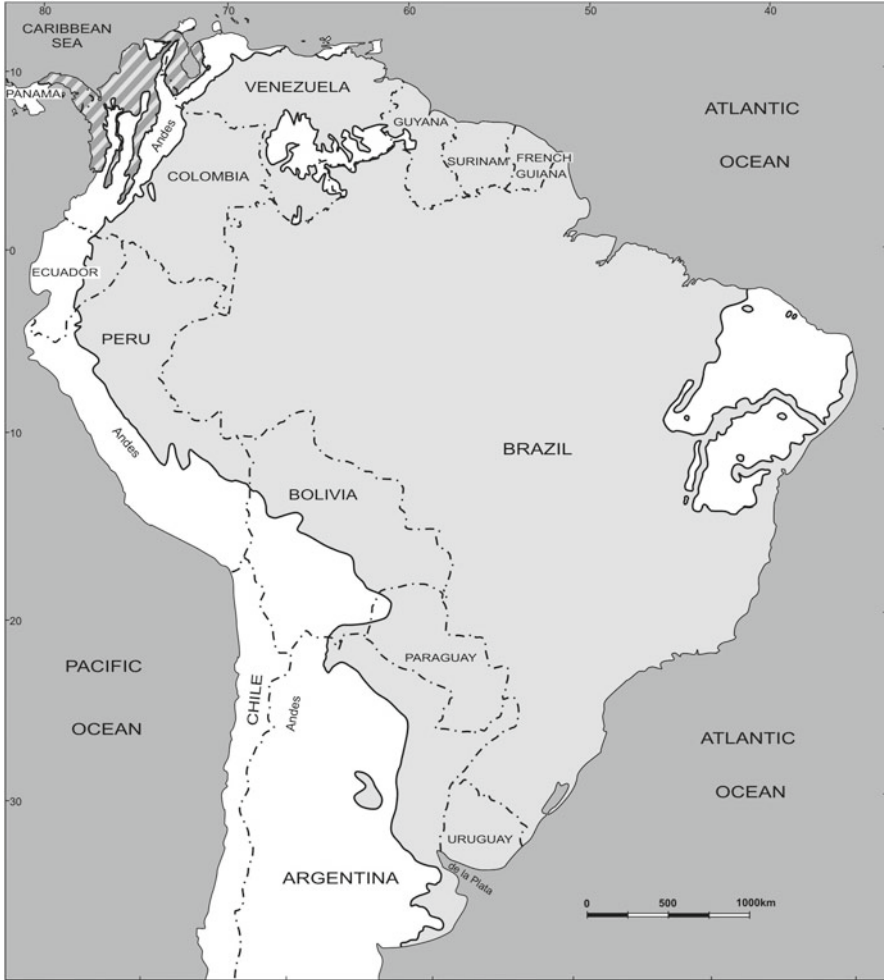 80
70
60
50
40
CARIBBEAN
SEA
10
PANAMA
VENEZUELA
ATLANTIC
OCEAN
GUYANA
Andes
SURINAM
FRENCH
GUIANA
COLOMBIA
0
ECUADOR
PERU
Andes
10
BRAZIL
BOLIVIA
20
PACIFIC
OCEAN
PARAGUAY
CHILE
Andes
ATLANTIC
OCEAN
30
URUGUAY
de la Plata
ARGENTINA
0
500
1000km